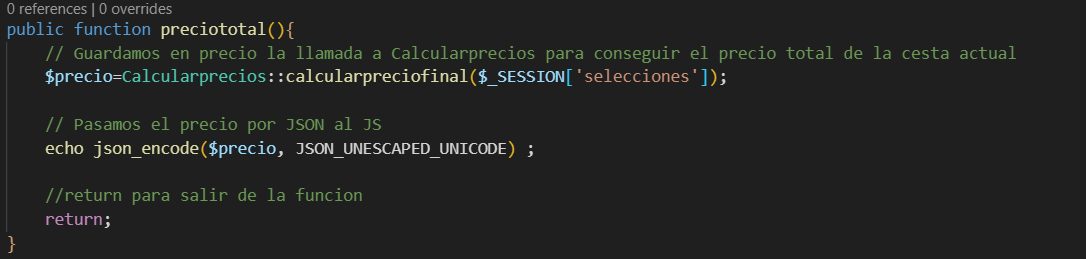 0 references | 0 overrides
public function preciototal(){
// Guardamos en precio la llamada a Calcularprecios para conseguir el precio total de la cesta actual
$precio=Calcularprecios::calcularpreciofinal($_SESSION['selecciones']);
// Pasamos el precio por JSON al JS
echo json_encode($precio, JSON_UNESCAPED_UNICODE) ;
//return para salir de la funcion
return;
}